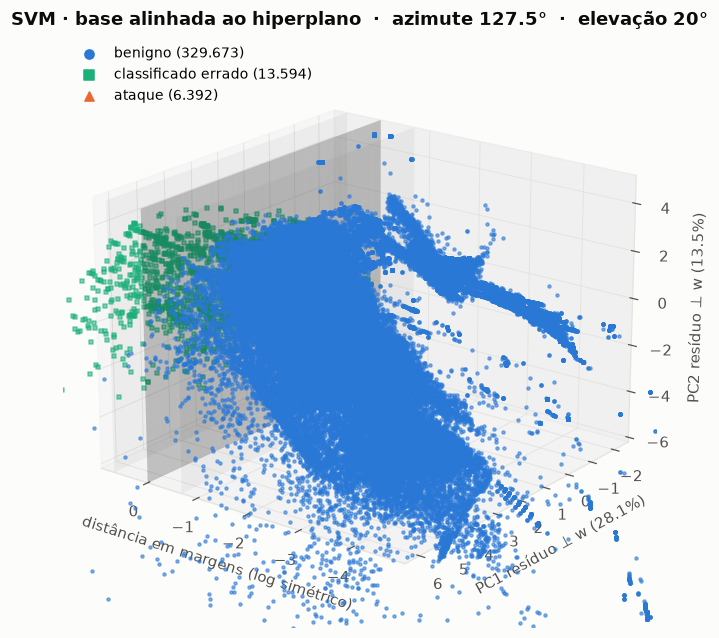 SVM · base alinhada ao hiperplano · azimute 127.5° · elevação 20°
benigno (329.673)
classificado errado (13.594)
ataque (6.392)
4
2
0
−2
−4
−6
PC2 resíduo ⊥ w (13.5%)
0
−1
−2
−3
−4
distância em margens (log simétrico)
6
5
4
3
2
1
0
−1
−2
PC1 resíduo ⊥ w (28.1%)